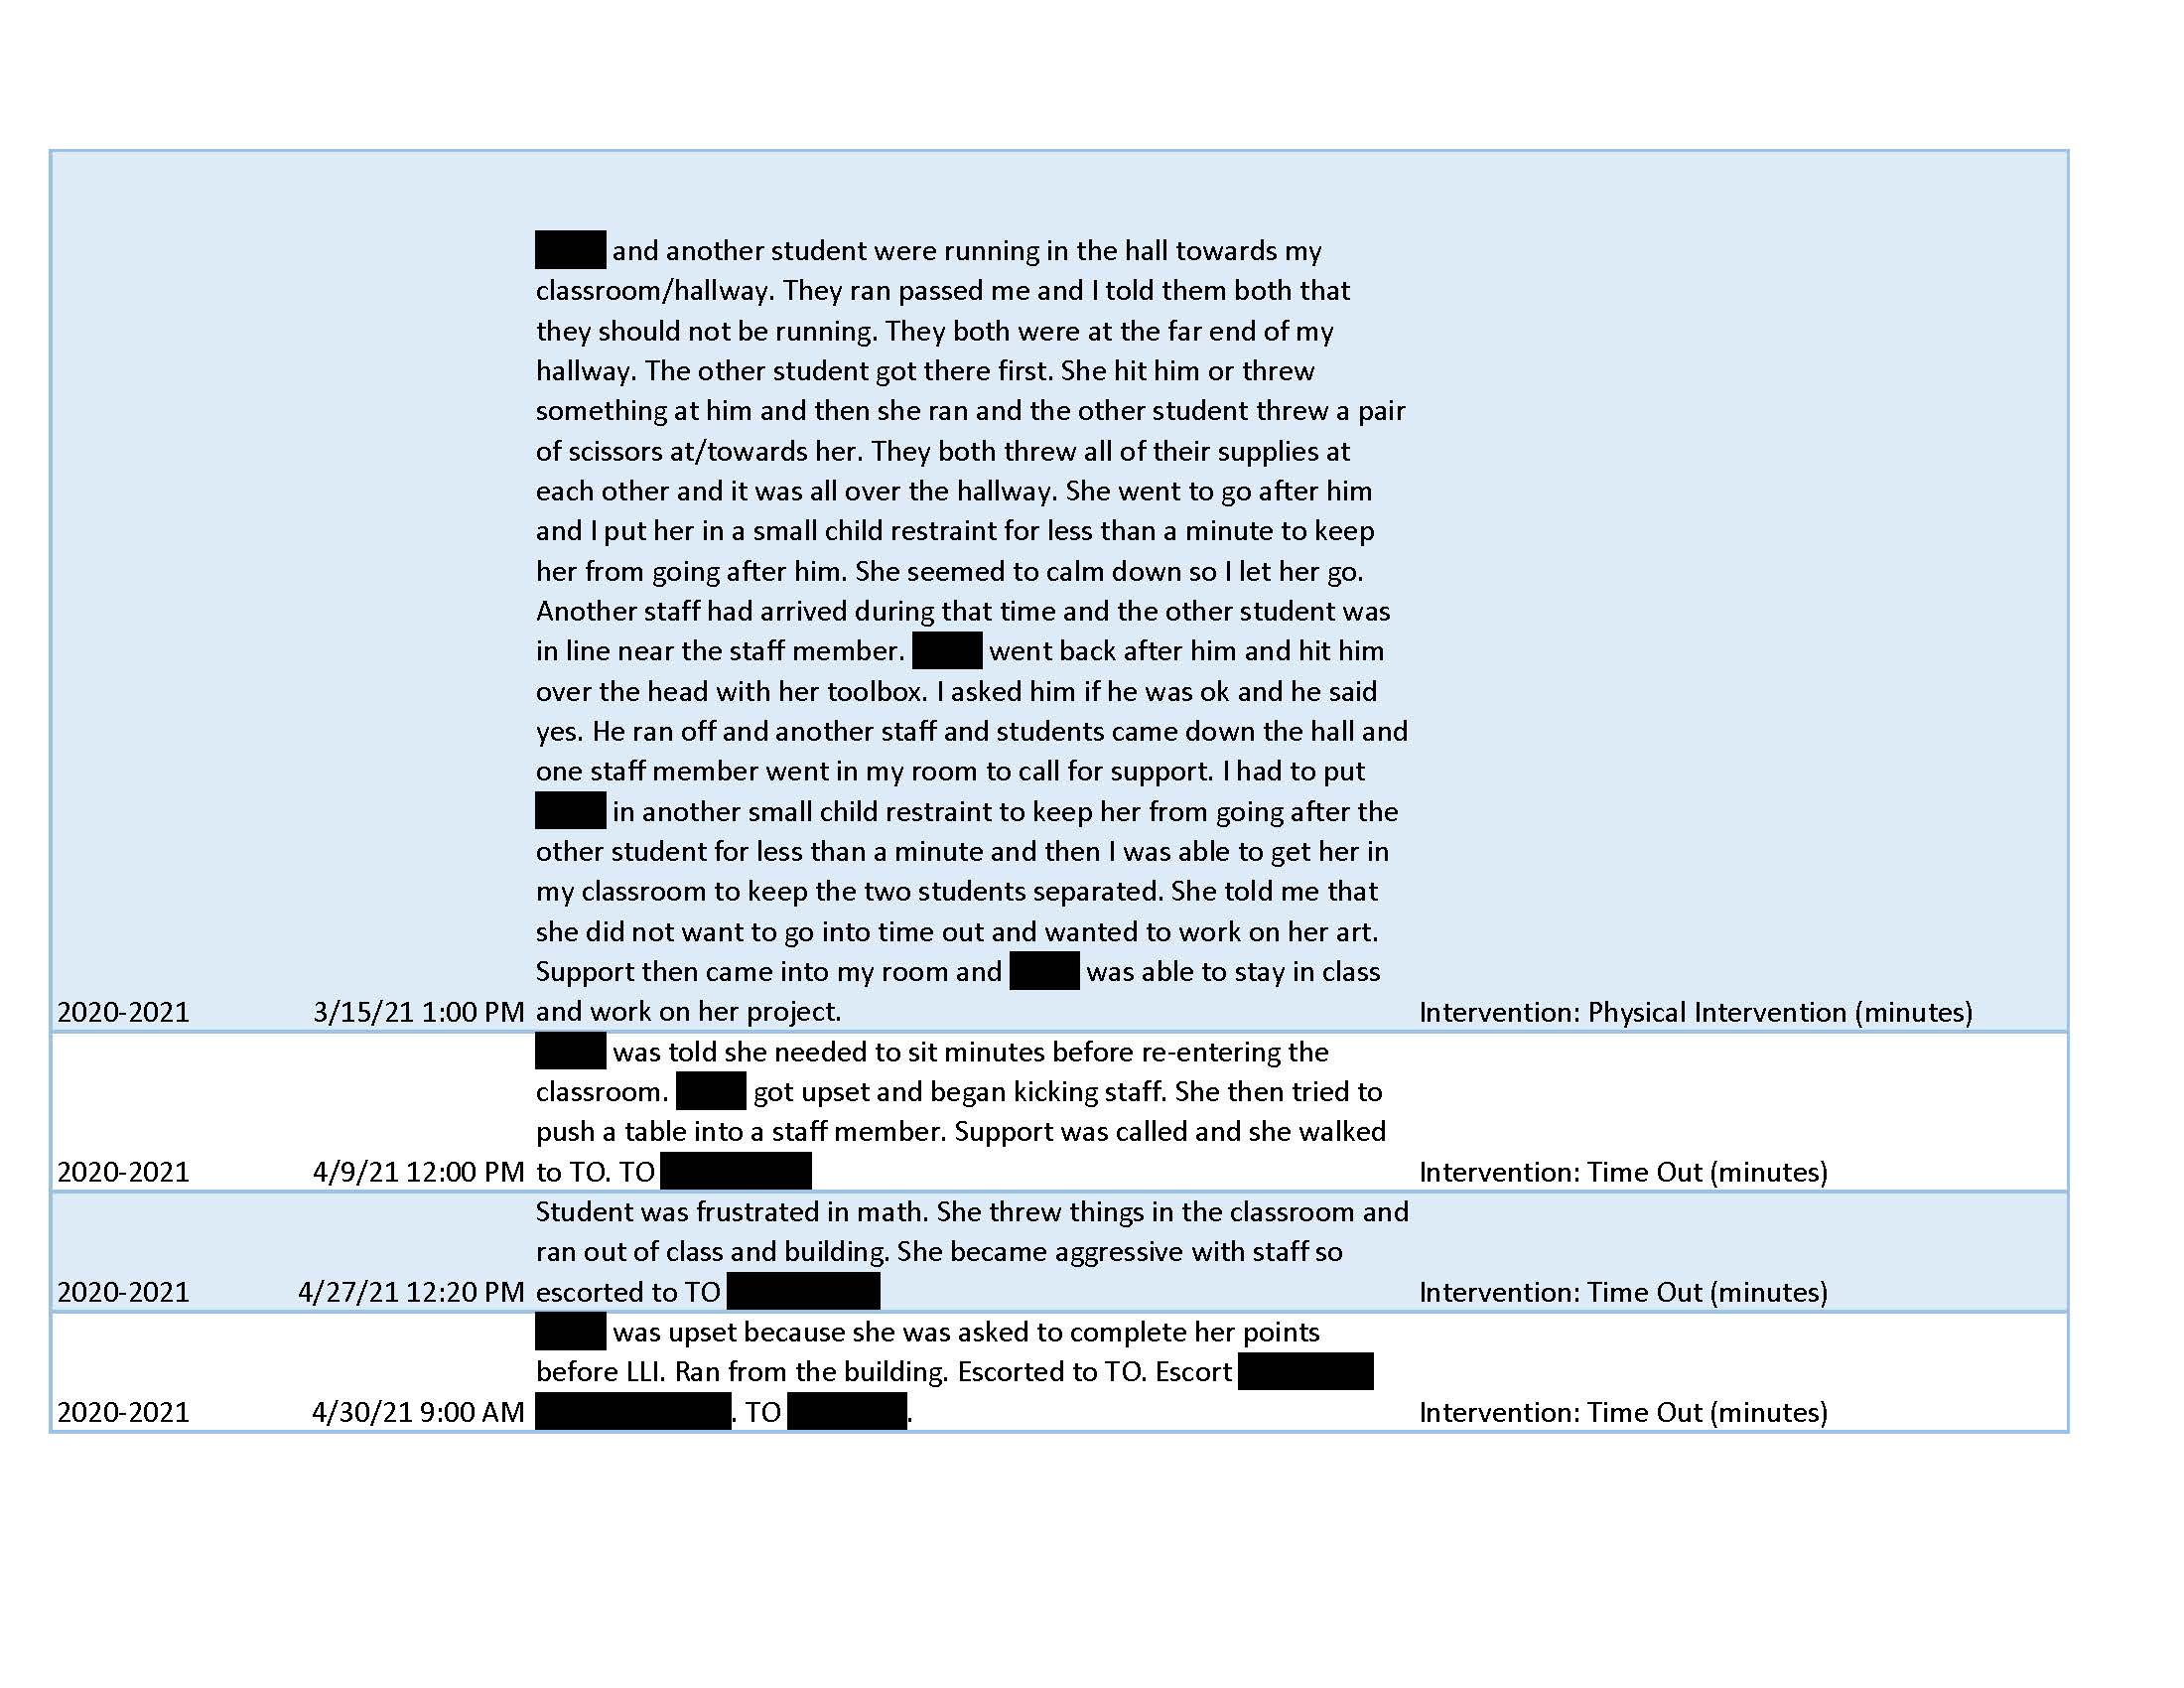 and another student were running in the hall towards my
classroom/hallway. They ran passed me and I told them both that
they should not be running. They both were at the far end of my
hallway. The other student got there first. She hit him or threw
something at him and then she ran and the other student threw a pair
of scissors at/towards her. They both threw all of their supplies at
each other and it was all over the hallway. She went to go after him
and I put her in a small child restraint for less than a minute to keep
her from going after him. She seemed to calm down so I let her go.
Another staff had arrived during that time and the other student was
in line near the staff member. went back after him and hit him
over the head with her toolbox. I asked him if he was ok and he said
yes. He ran off and another staff and students came down the hall and
one staff member went in my room to call for support. I had to put
in another small child restraint to keep her from going after the
other student for less than a minute and then I was able to get her in
my classroom to keep the two students separated. She told me that
she did not want to go into time out and wanted to work on her art.
Support then came into my room and was able to stay in class
2020-2021 3/15/21 1:00 PM and work on her project. Intervention: Physical Intervention (minutes)
was told she needed to sit minutes before re-entering the
classroom. got upset and began kicking staff. She then tried to
push a table into a staff member. Support was called and she walked
2020-2021 4/9/21 12:00 PM to TO. TO Intervention: Time Out (minutes)
Student was frustrated in math. She threw things in the classroom and
ran out of class and building. She became aggressive with staff so
2020-2021 4/27/21 12:20 PM escorted to TO Intervention: Time Out (minutes)
was upset because she was asked to complete her points
before LLI. Ran from the building. Escorted to TO. Escort
2020-2021 4/30/21 9:00 AM . TO . Intervention: Time Out (minutes)